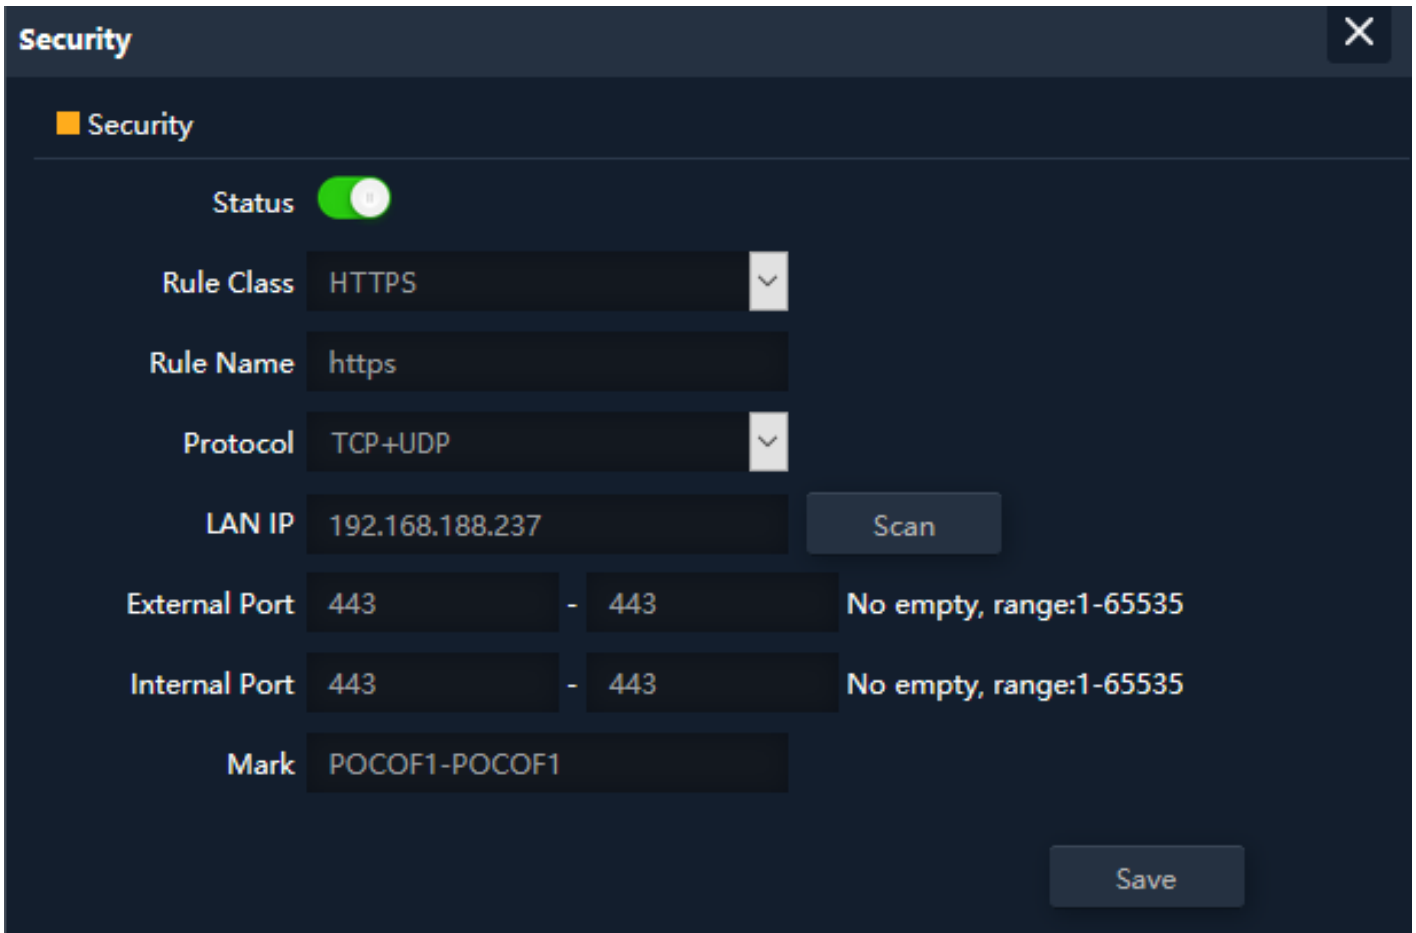 Security
Security
Status
Rule Class HTTPS
Rule Name https
Protocol TCP+UDP
LAN IP 192.168.188.237 Scan
External Port 443 - 443 No empty, range:1-65535
Internal Port 443 - 443 No empty, range:1-65535
Mark POCOF1-POCOF1
Save